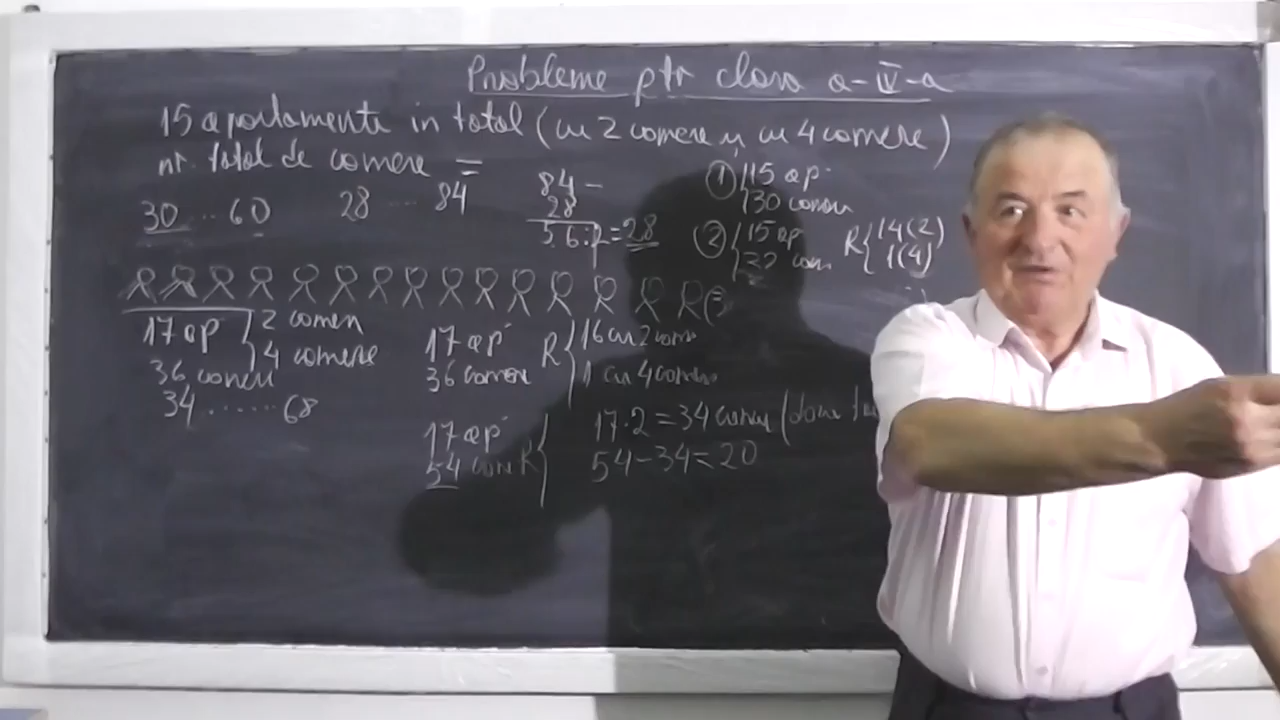 Probleme ptr clasa a-IV-a
15 apartamente in total (cu 2 camere și cu 4 camere)
nr. total de camere =
30 ... 60
28 ... 84
84 -
28
56:2=28
① 15 ap.
30 camere
② 15 ap
32 cam
R 14(2)
1(4)
17 ap 2 camere
4 camere
36 camere
34 ...... 68
17 ap
36 camere
R 16 cu 2 came
1 cu 4 camere
17 ap
54 cam R
17·2=34 camere (doar
54-34=20